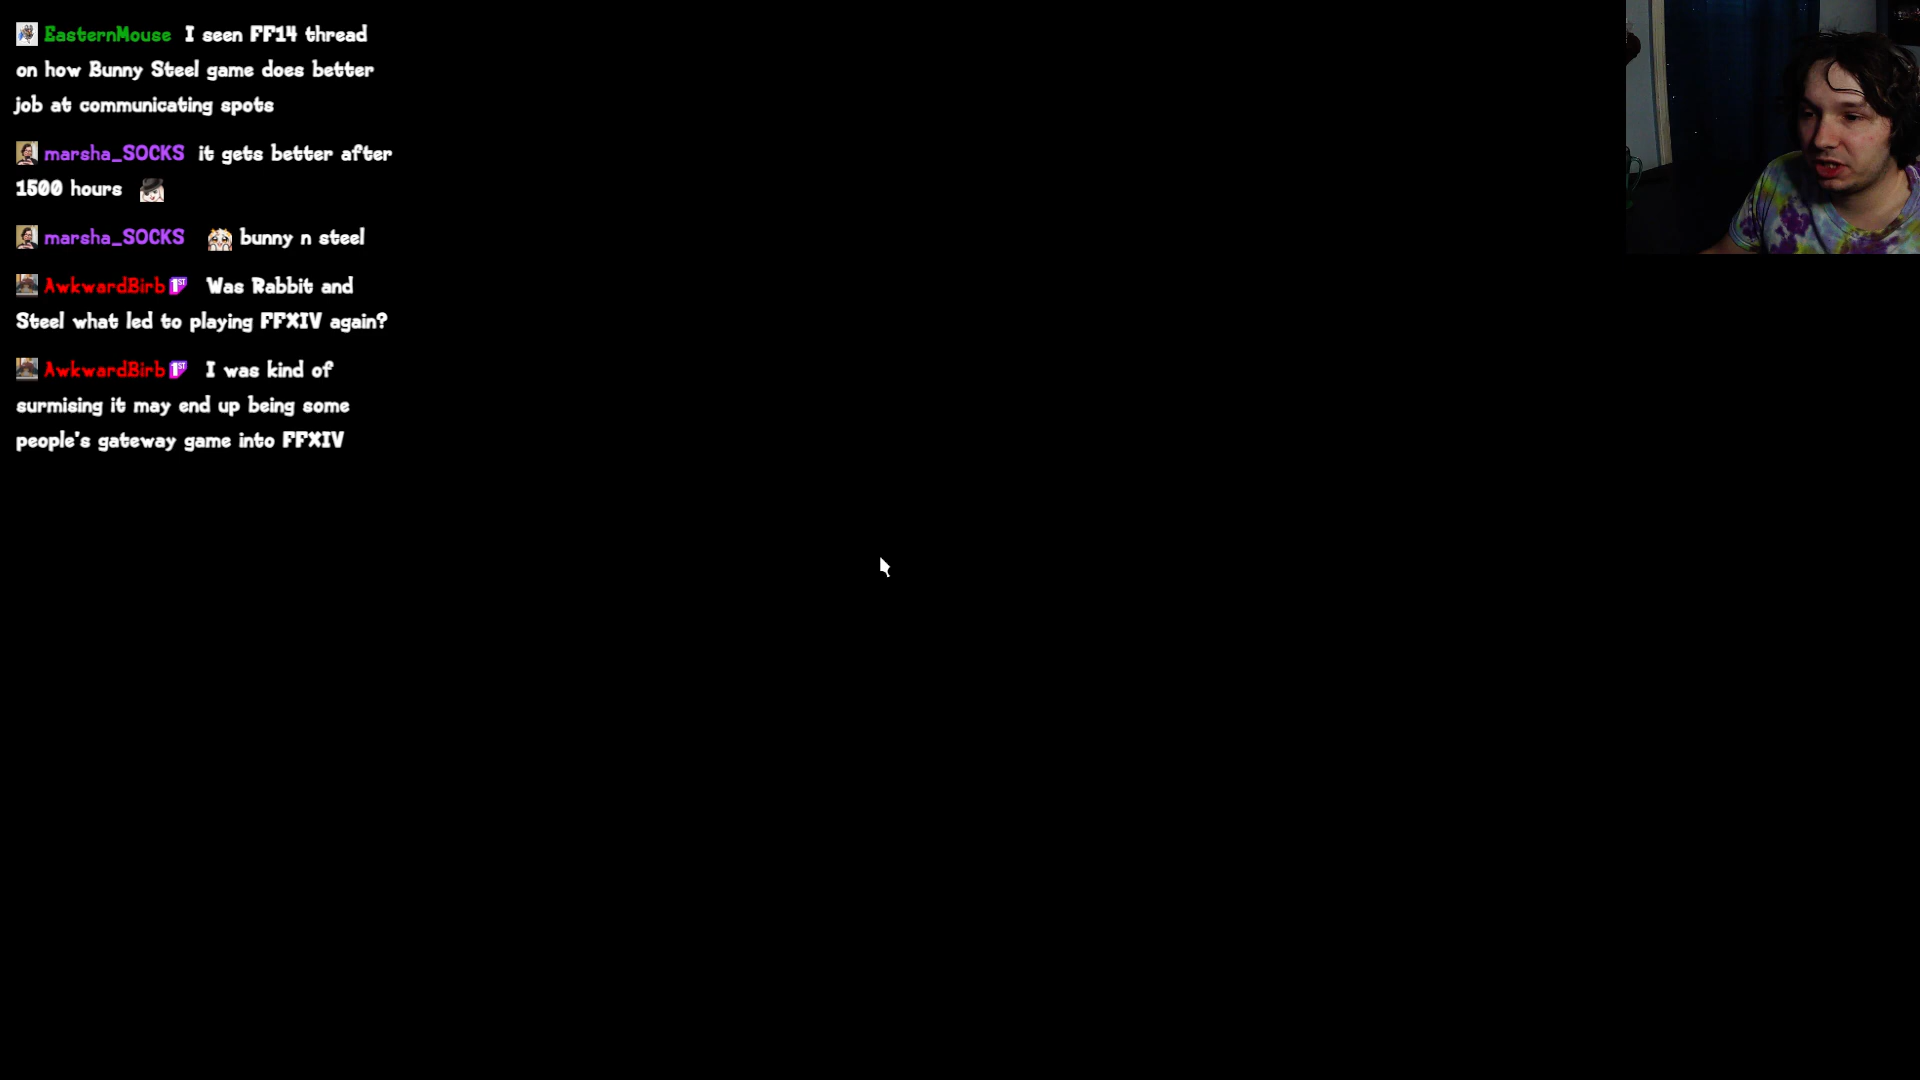 EasternMouse I seen FF14 thread
on how Bunny Steel game does better
job at communicating spots
marsha_SOCKS it gets better after
1500 hours
marsha_SOCKS bunny n steel
AwkwardBirb 1ST Was Rabbit and
Steel what led to playing FFXIV again?
AwkwardBirb 1ST I was kind of
surmising it may end up being some
people's gateway game into FFXIV